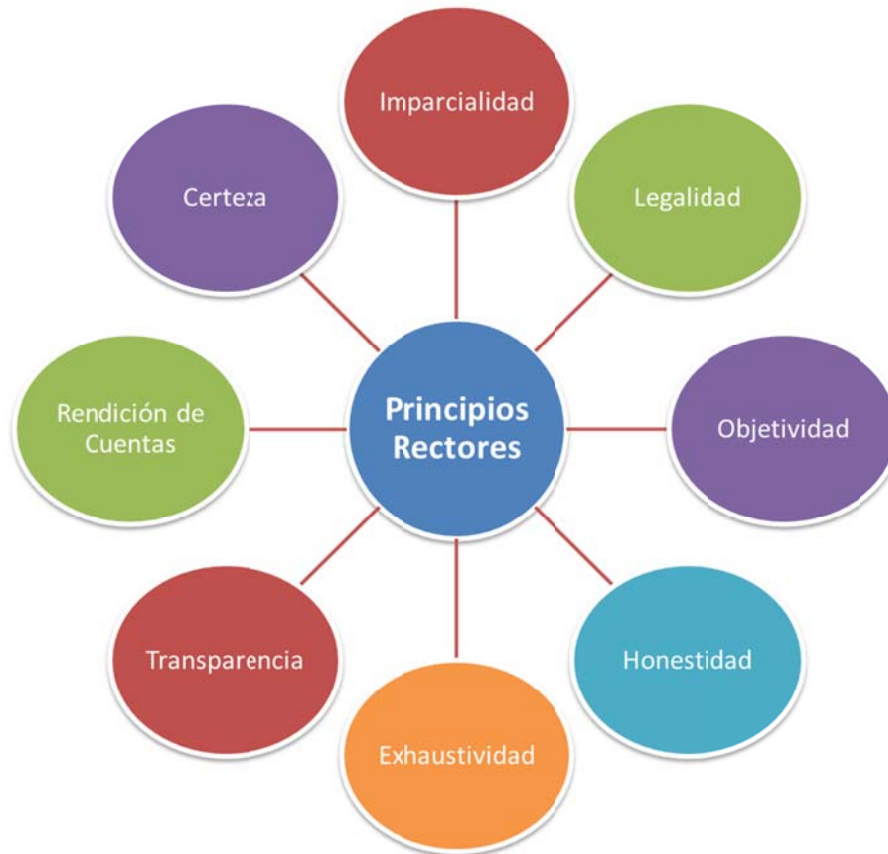 Imparcialidad
Legalidad
Objetividad
Honestidad
Exhaustividad
Transparencia
Rendición de
Cuentas
Certeza
Principios
Rectores